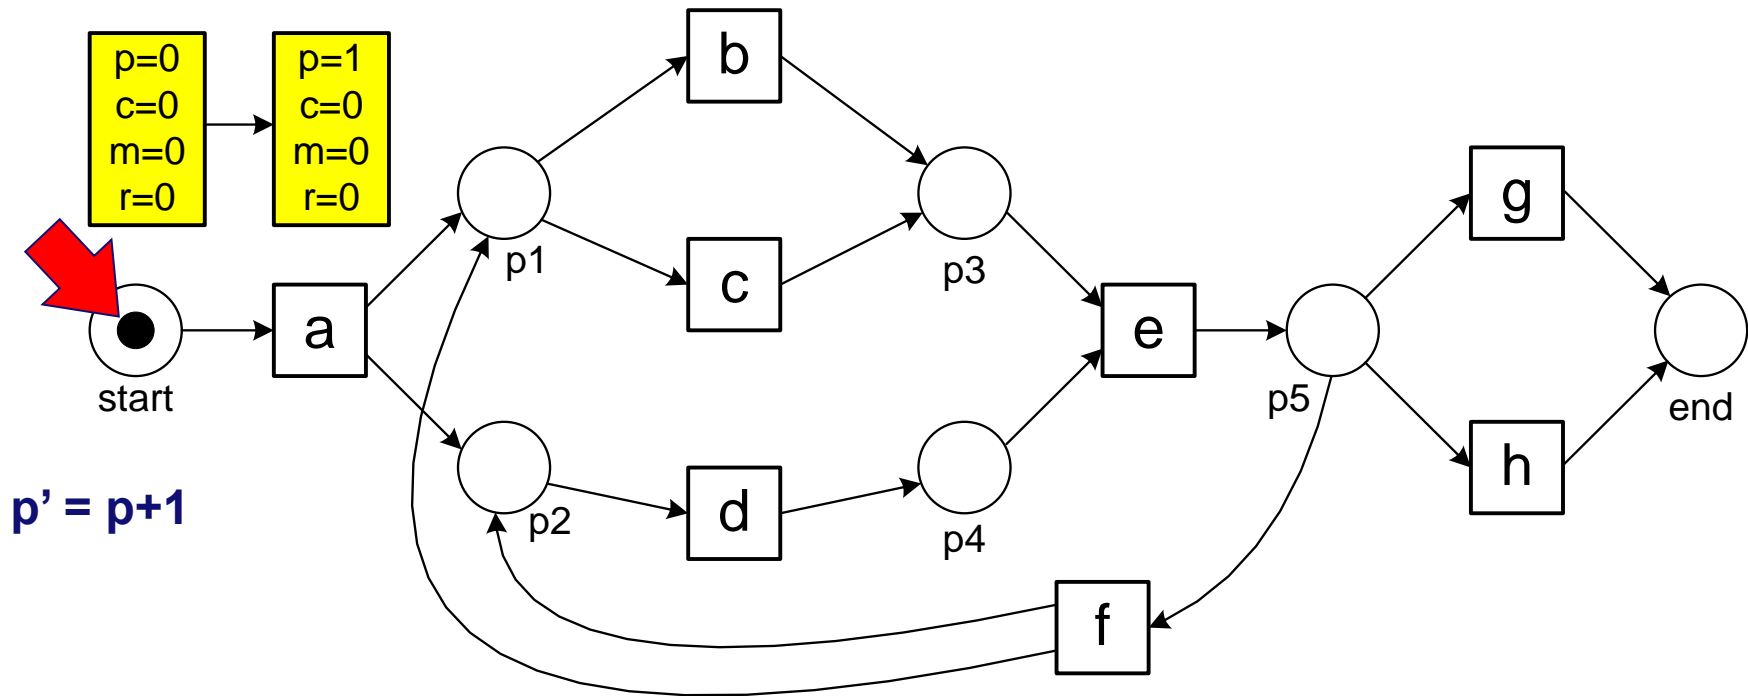 p=0
c=0
m=0
r=0
p=1
c=0
m=0
r=0
b
g
p1
c
p3
a
e
start
p5
end
h
p’ = p+1
p2
d
p4
f